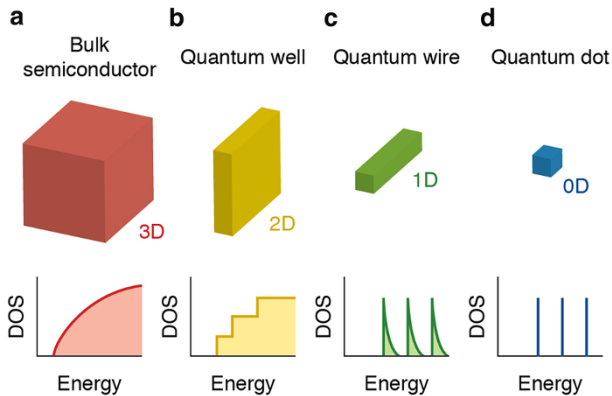 a
Bulk
semiconductor
3D
DOS
Energy
b
Quantum well
2D
DOS
Energy
c
Quantum wire
1D
DOS
Energy
d
Quantum dot
0D
DOS
Energy